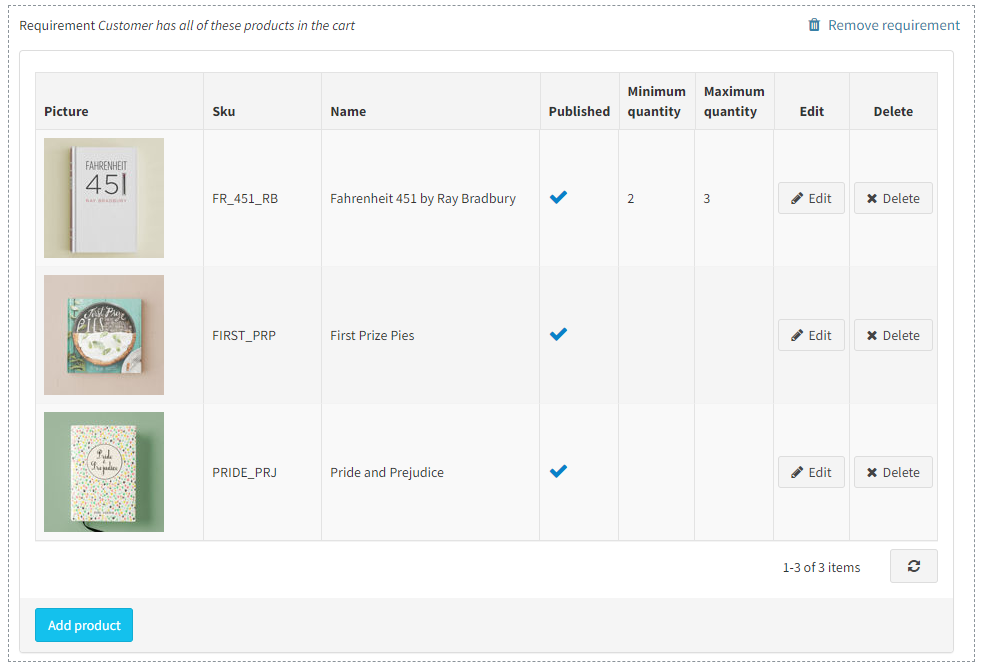 Requirement Customer has all of these products in the cart
Remove requirement
Picture Sku Name Published Minimum quantity Maximum quantity Edit Delete
FAHRENHEIT
451
RAY BRADBURY
FR_451_RB Fahrenheit 451 by Ray Bradbury 2 3 Edit Delete
First Prize
PIES
FIRST_PRP First Prize Pies Edit Delete
Pride
&
Prejudice
PRIDE_PRJ Pride and Prejudice Edit Delete
1-3 of 3 items
Add product